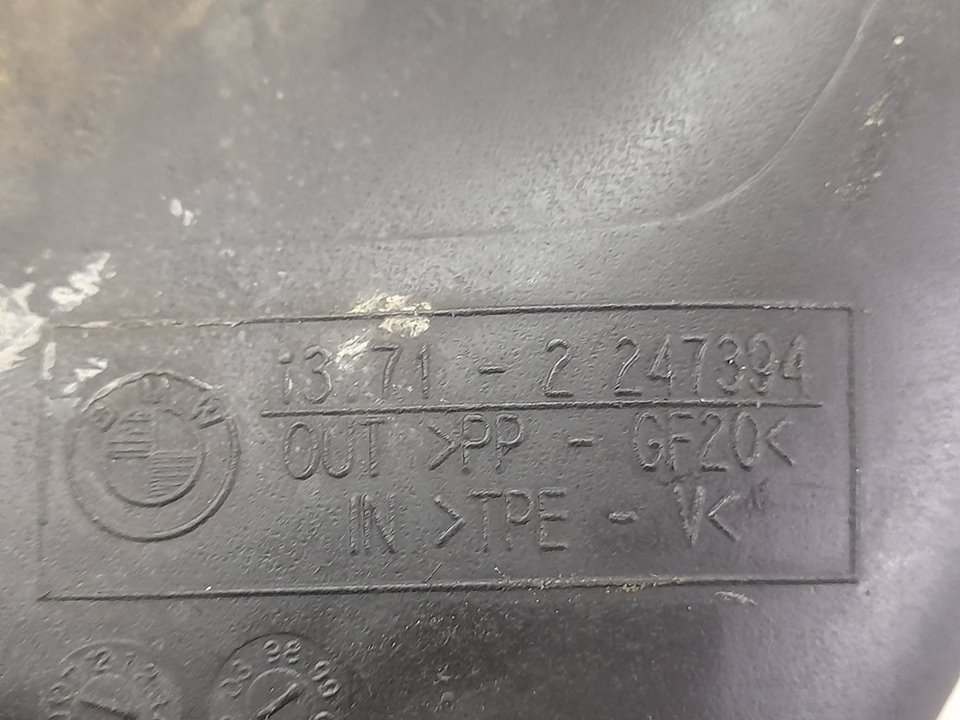 13.71 - 2 247394
OUT >PP - GF20<
IN >TPE - V<